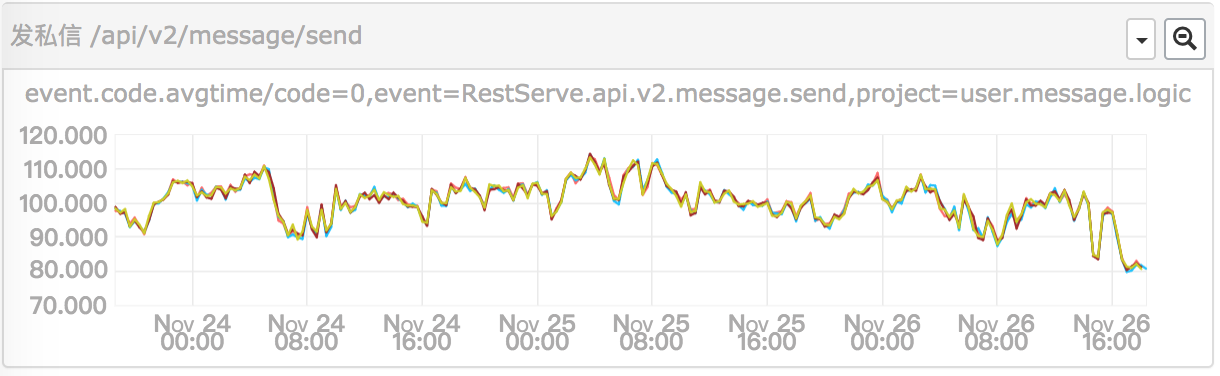 发私信 /api/v2/message/send
event.code.avgtime/code=0,event=RestServe.api.v2.message.send,project=user.message.logic
120.000
110.000
100.000
90.000
80.000
70.000
Nov 24 00:00
Nov 24 08:00
Nov 24 16:00
Nov 25 00:00
Nov 25 08:00
Nov 25 16:00
Nov 26 00:00
Nov 26 08:00
Nov 26 16:00